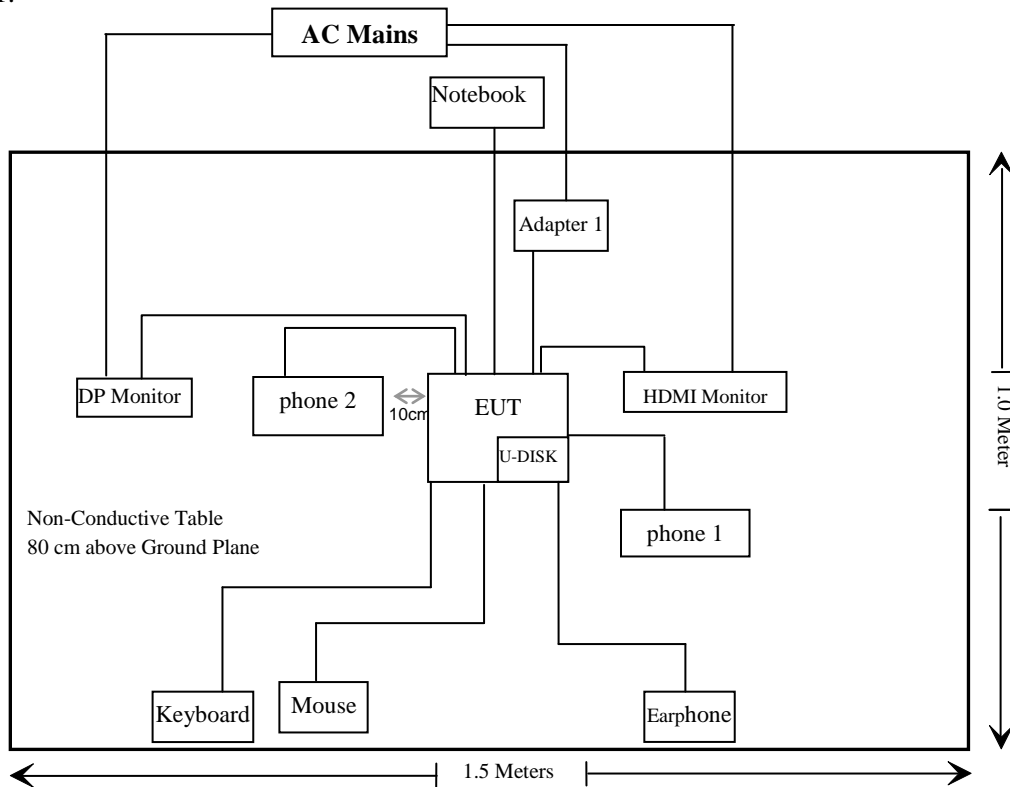 AC Mains
Notebook
Adapter 1
DP Monitor
phone 2
10cm
EUT
HDMI Monitor
U-DISK
phone 1
1.0 Meter
Non-Conductive Table
80 cm above Ground Plane
Keyboard
Mouse
Earphone
1.5 Meters